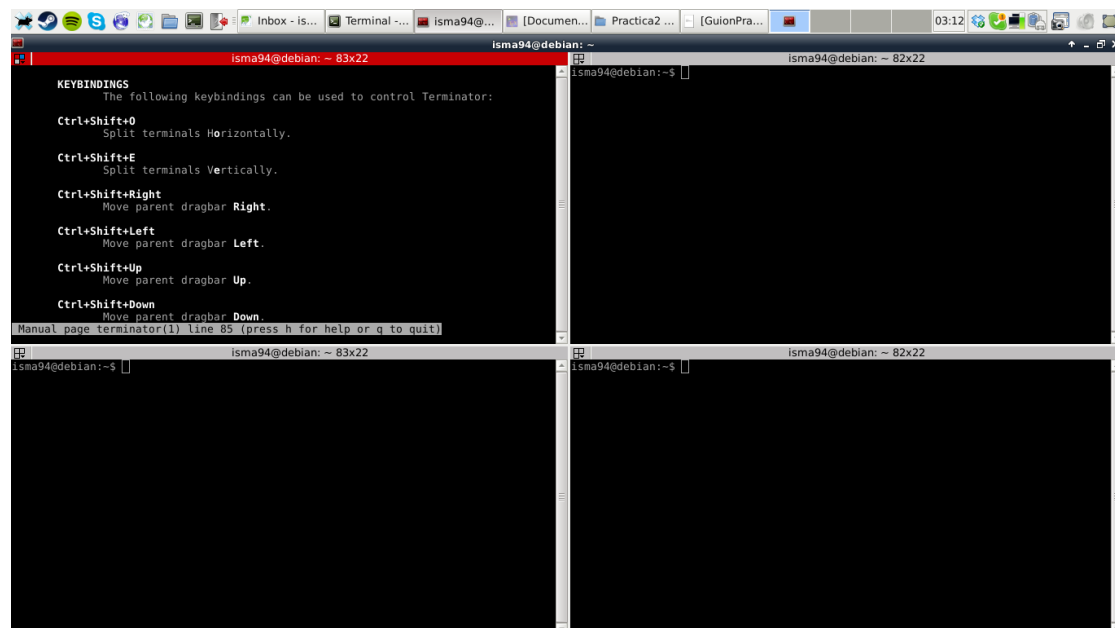 Inbox - is...
Terminal -...
isma94@...
[Documen...
Practica2 ...
[GuionPra...
03:12
isma94@debian: ~
isma94@debian: ~ 83x22
KEYBINDINGS
The following keybindings can be used to control Terminator:
Ctrl+Shift+O
Split terminals Horizontally.
Ctrl+Shift+E
Split terminals Vertically.
Ctrl+Shift+Right
Move parent dragbar Right.
Ctrl+Shift+Left
Move parent dragbar Left.
Ctrl+Shift+Up
Move parent dragbar Up.
Ctrl+Shift+Down
Move parent dragbar Down.
Manual page terminator(1) line 85 (press h for help or q to quit)
isma94@debian: ~ 82x22
isma94@debian:~$
isma94@debian: ~ 83x22
isma94@debian:~$
isma94@debian: ~ 82x22
isma94@debian:~$